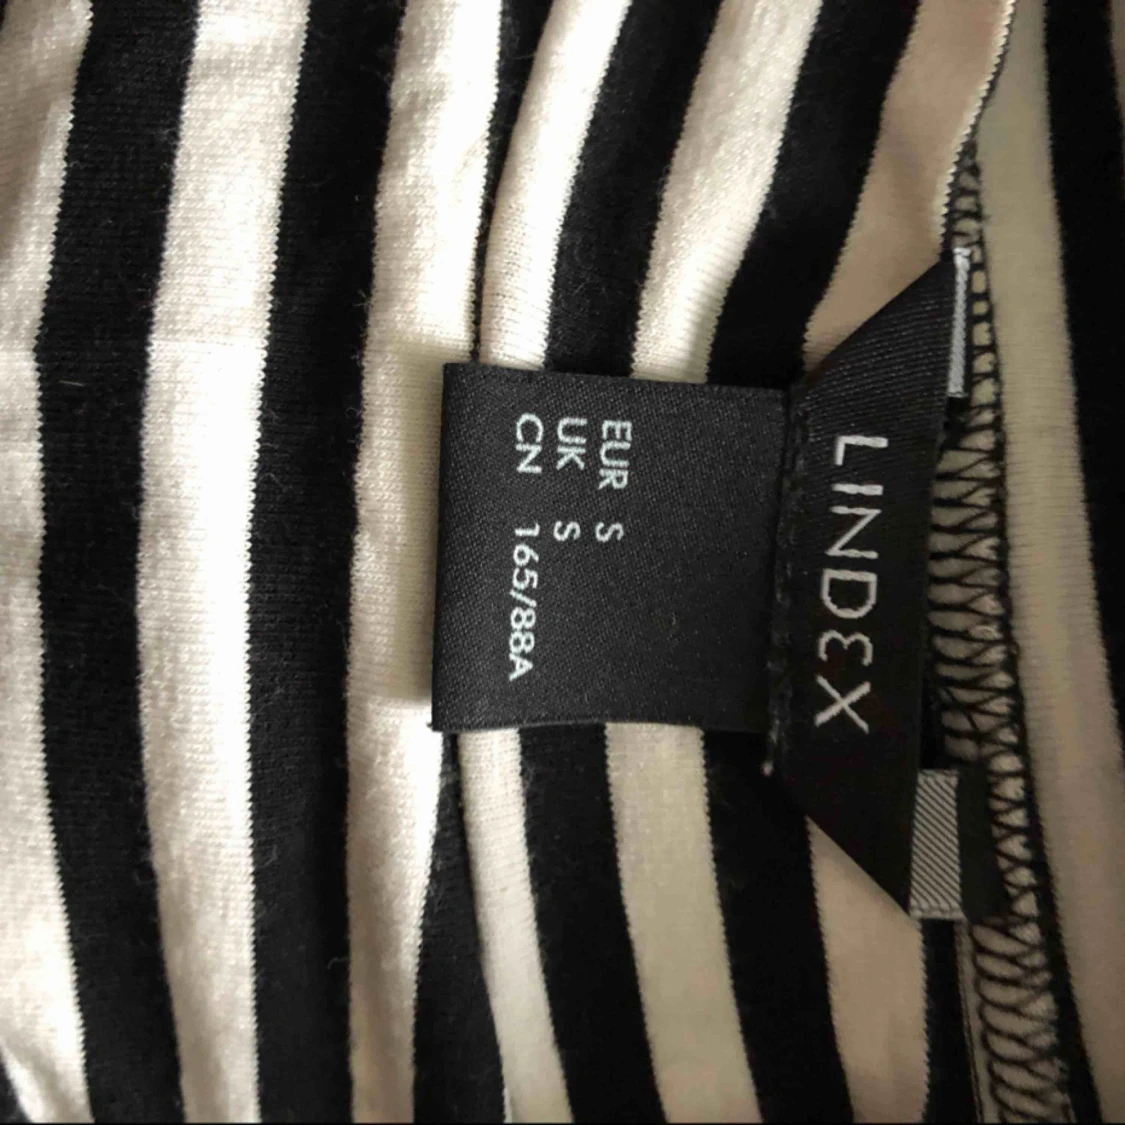 LINDEX
EUR S
UK S
CN 165/88A